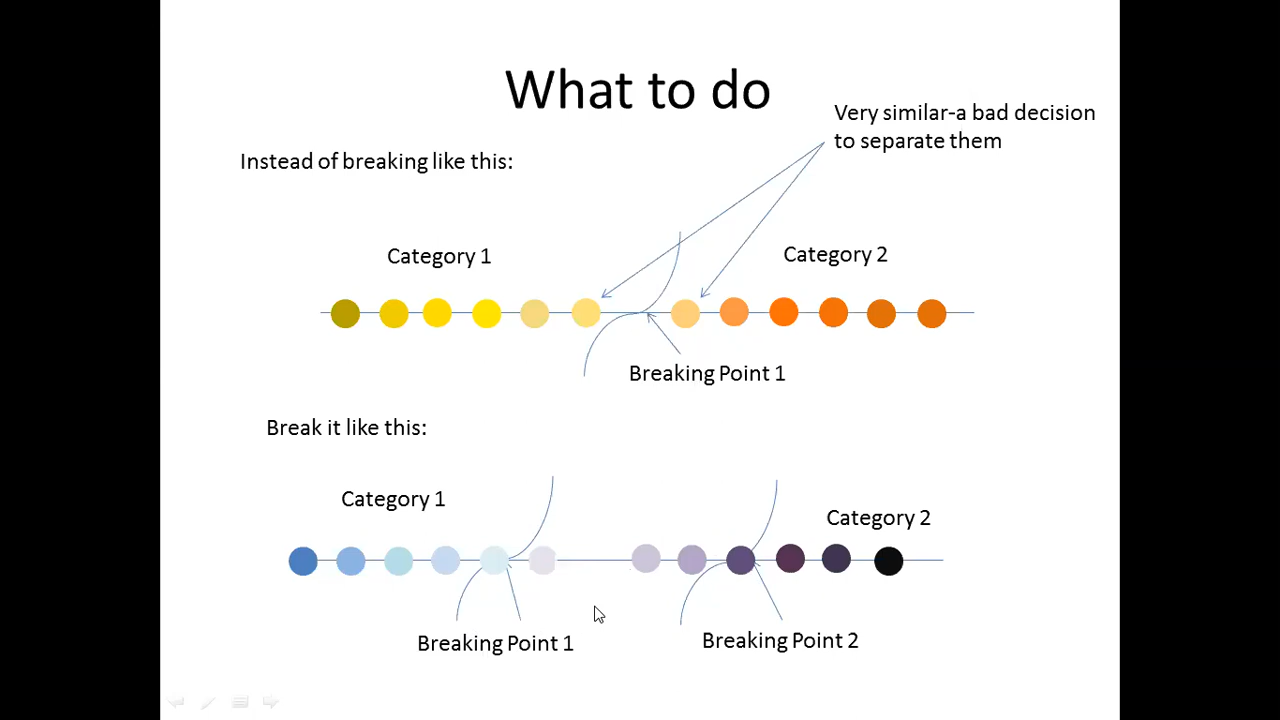 What to do
Very similar-a bad decision
to separate them
Instead of breaking like this:
Category 1
Category 2
Breaking Point 1
Break it like this:
Category 1
Category 2
Breaking Point 1
Breaking Point 2